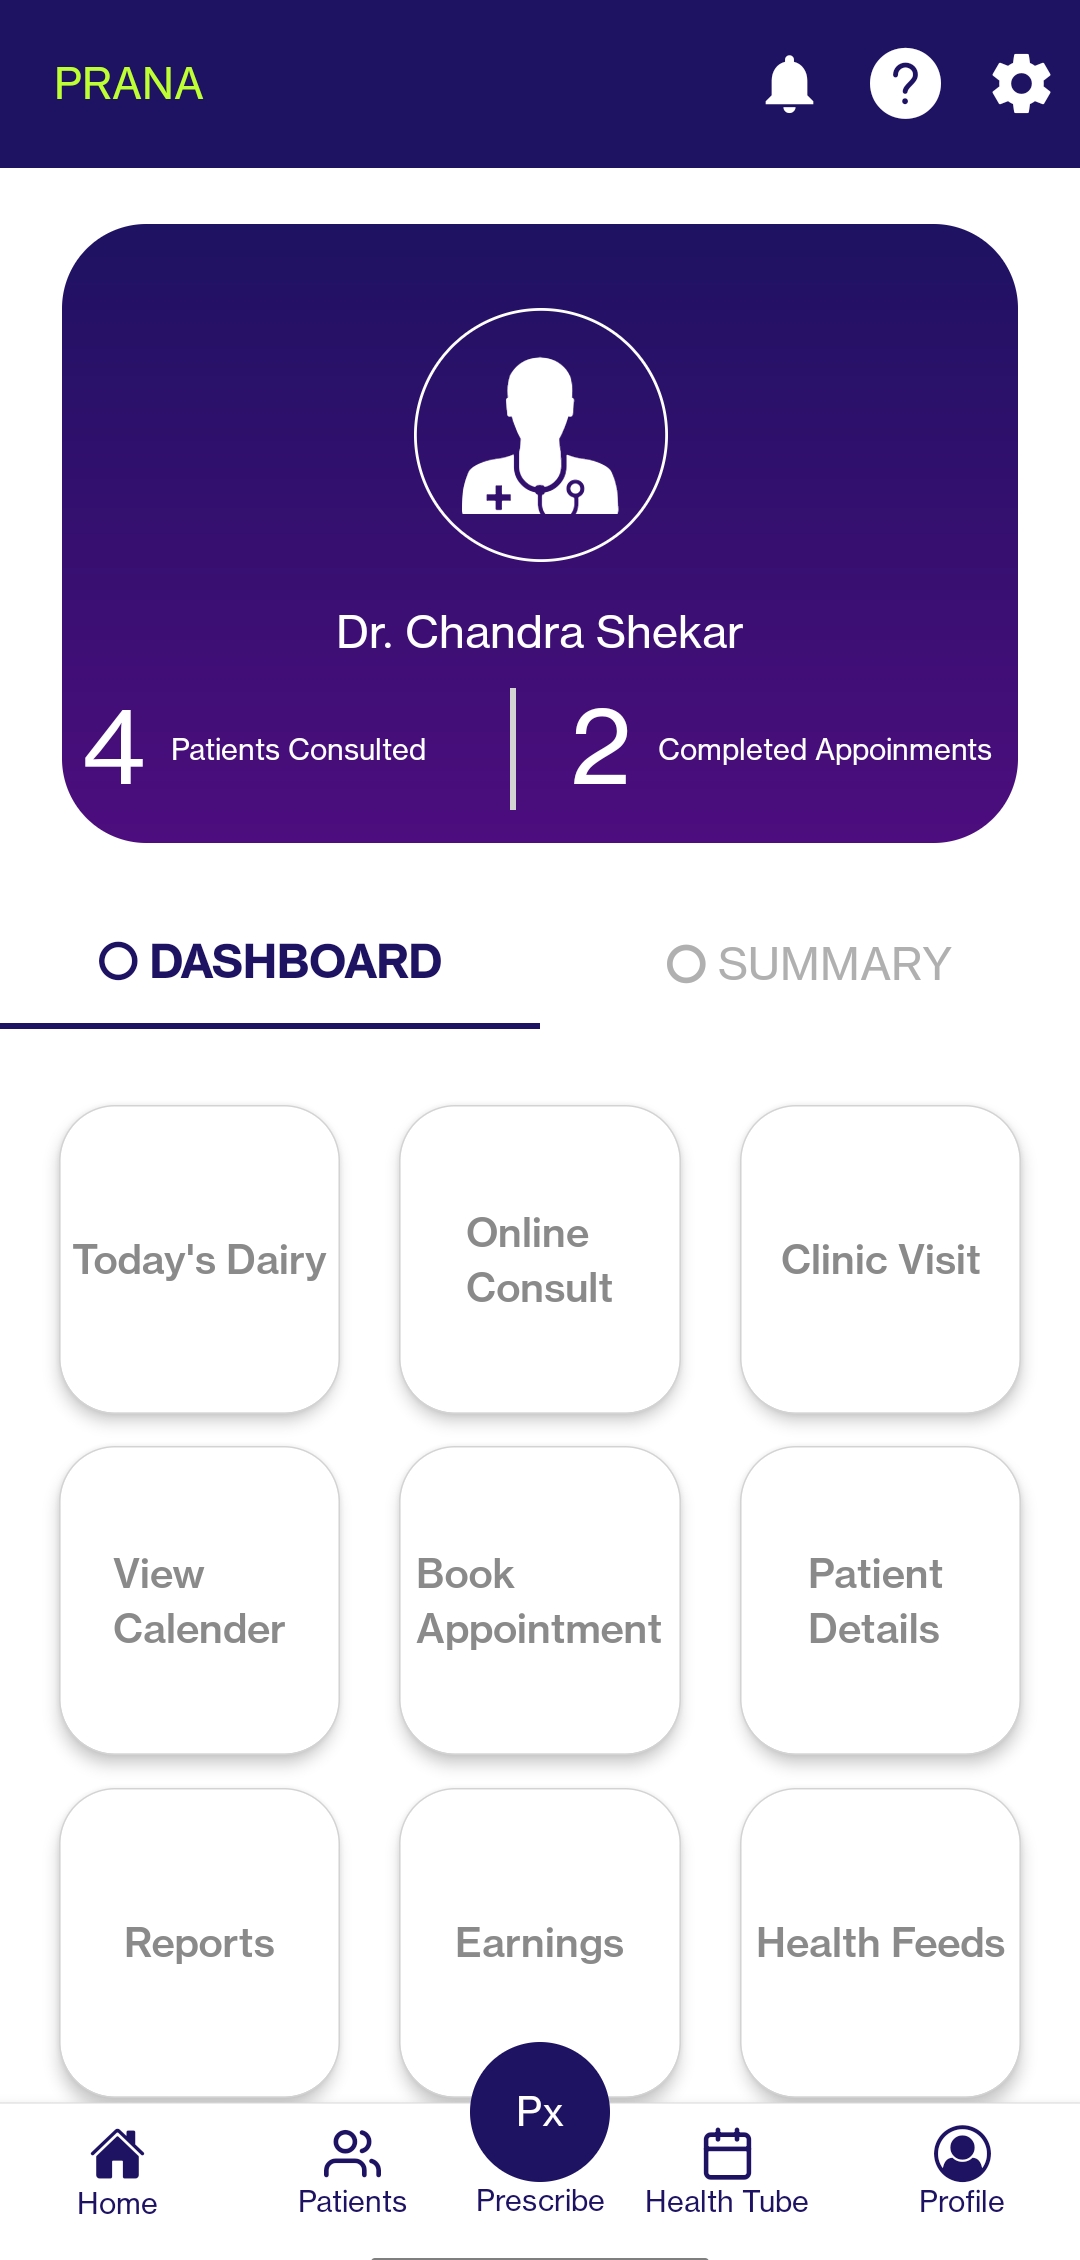 PRANA
Dr. Chandra Shekar
4 Patients Consulted
2 Completed Appoinments
DASHBOARD
SUMMARY
Today's Dairy
Online
Consult
Clinic Visit
View
Calender
Book
Appointment
Patient
Details
Reports
Earnings
Health Feeds
Px
Home
Patients
Prescribe
Health Tube
Profile